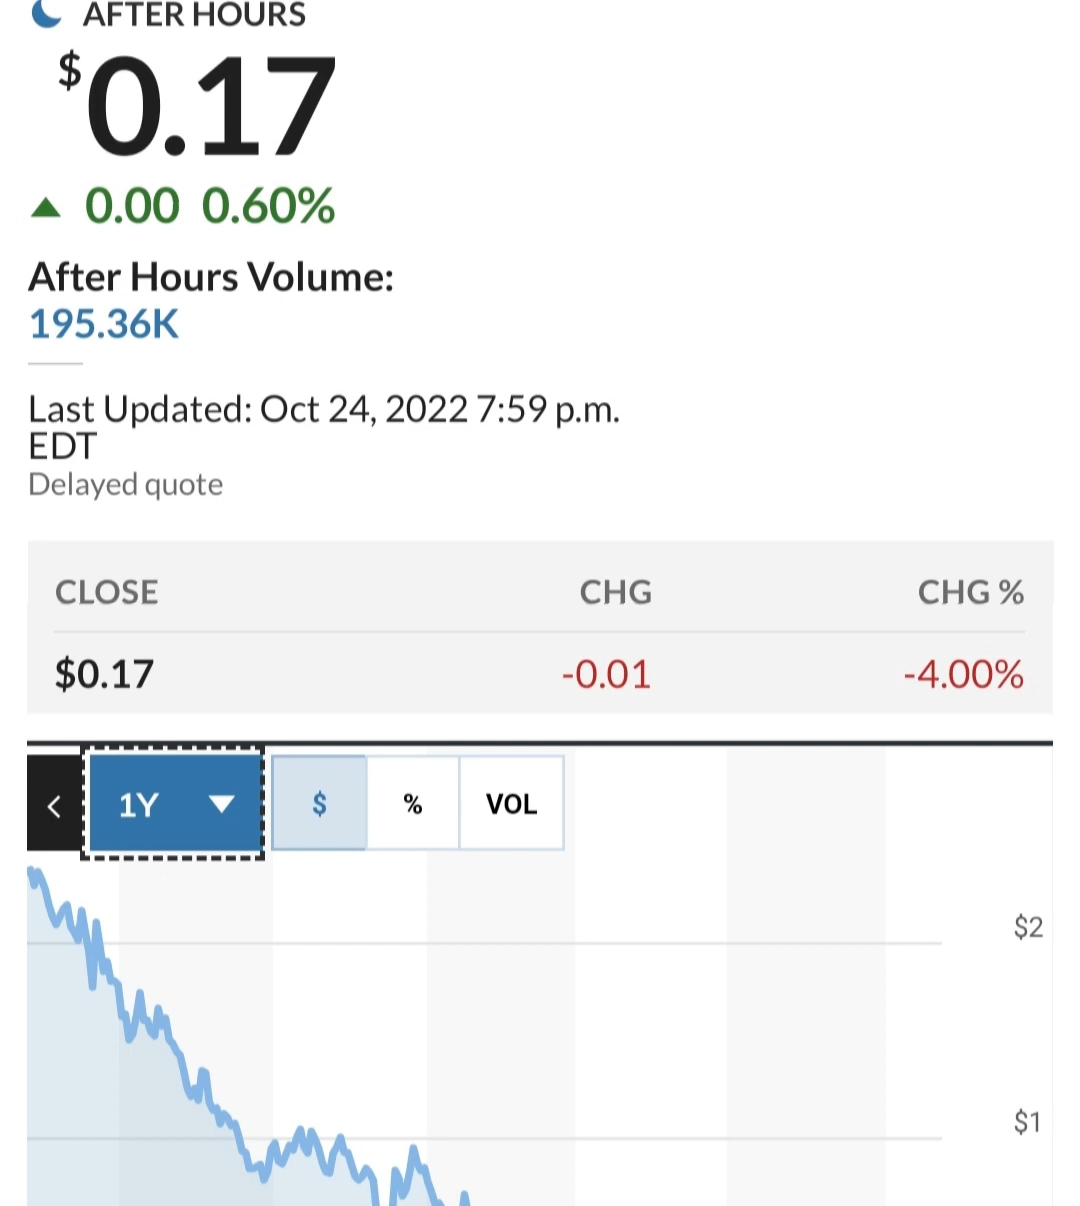 AFTER HOURS
$0.17
0.00 0.60%
After Hours Volume:
195.36K
Last Updated: Oct 24, 2022 7:59 p.m.
EDT
Delayed quote
CLOSE CHG CHG %
$0.17 -0.01 -4.00%
1Y $ % VOL
$2
$1